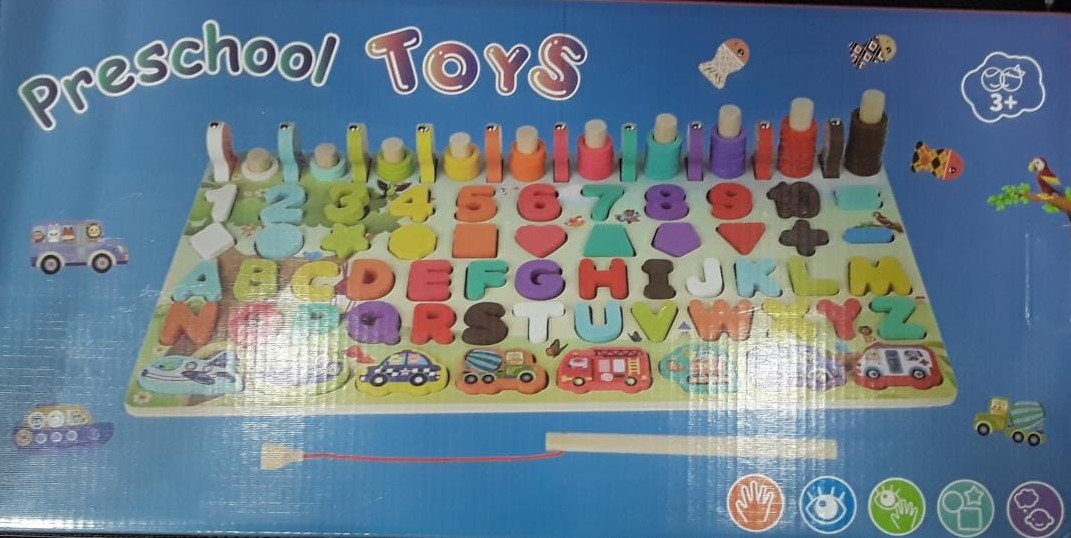 Preschool TOYS
3+
1 2 3 4 5 6 7 8 9 10
A B C D E F G H I J K L M
N O P Q R S T U V W X Y Z